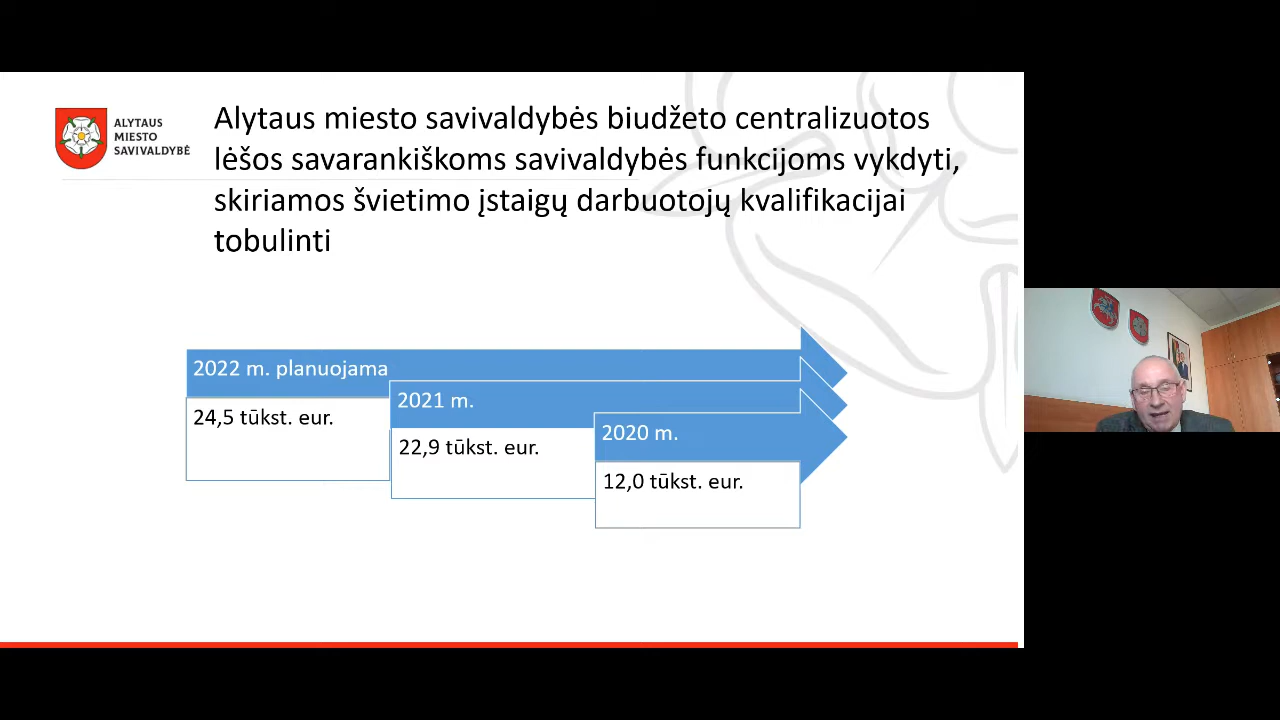 ALYTAUS
MIESTO
SAVIVALDYBĖ
Alytaus miesto savivaldybės biudžeto centralizuotos
lėšos savarankiškoms savivaldybės funkcijoms vykdyti,
skiriamos švietimo įstaigų darbuotojų kvalifikacijai
tobulinti
2022 m. planuojama
24,5 tūkst. eur.
2021 m.
22,9 tūkst. eur.
2020 m.
12,0 tūkst. eur.